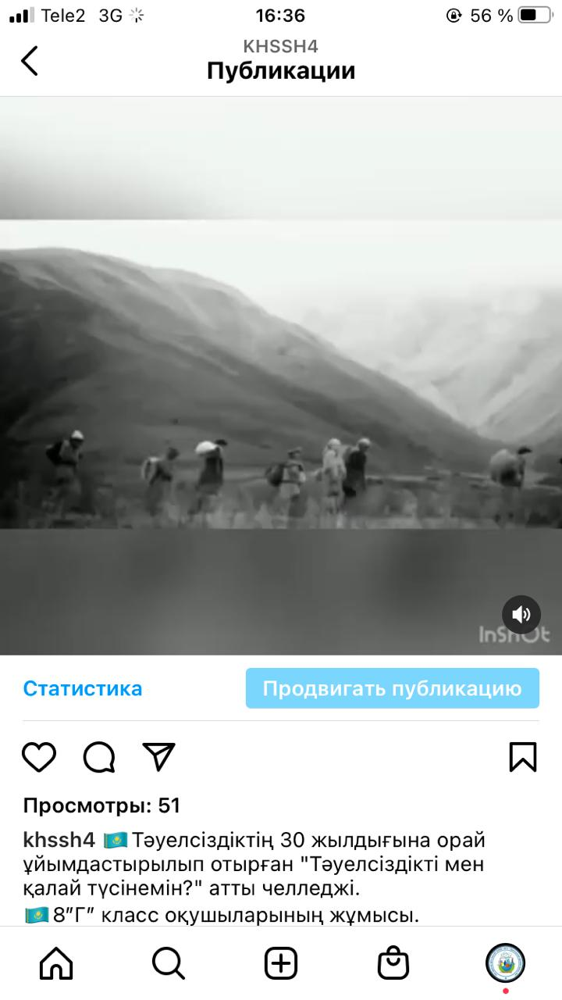 Tele2 3G 16:36 56 %
KHSSH4
Публикации
InShOt
Статистика
Продвигать публикацию
Просмотры: 51
khssh4 🇰🇿Тәуелсіздіктің 30 жылдығына орай
ұйымдастырылып отырған "Тәуелсіздікті мен
қалай түсінемін?" атты челледжі.
🇰🇿8”Г” класс оқушыларының жұмысы.